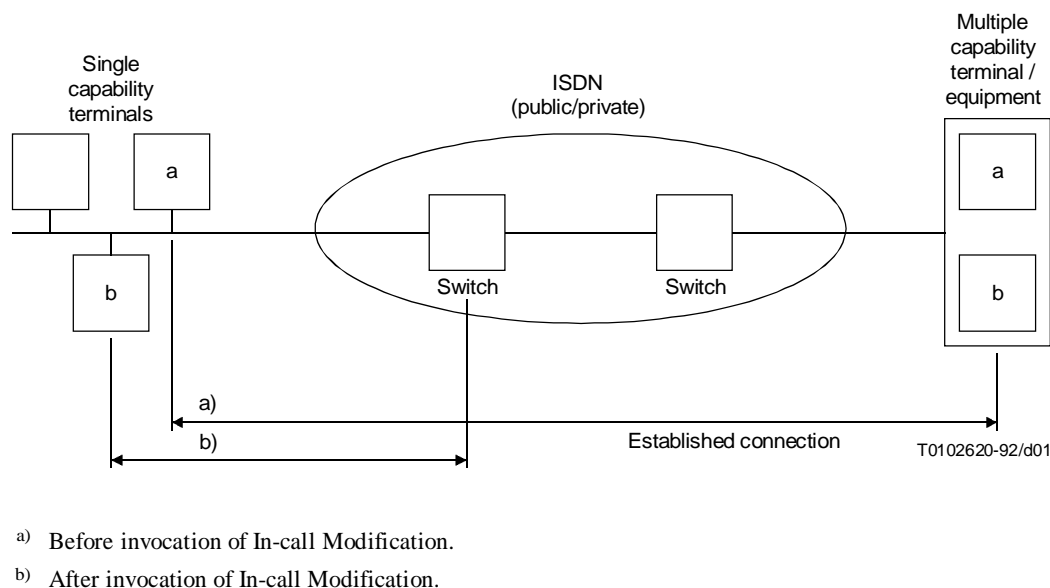 Single
capability
terminals
ISDN
(public/private)
Multiple
capability
terminal /
equipment
a
a
b
Switch
Switch
b
a)
Established connection
b)
T0102620-92/d01
a) Before invocation of In-call Modification.
b) After invocation of In-call Modification.